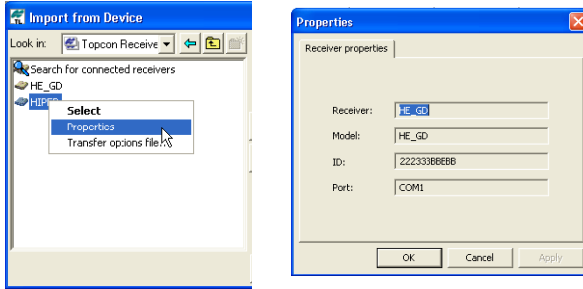 Import from Device
Look in: Topcon Receive
Search for connected receivers
HE_GD
HIPER
Select
Properties
Transfer options file...
Properties
Receiver properties
Receiver: HE_GD
Model: HE_GD
ID: 222333BBEBB
Port: COM1
OK Cancel Apply